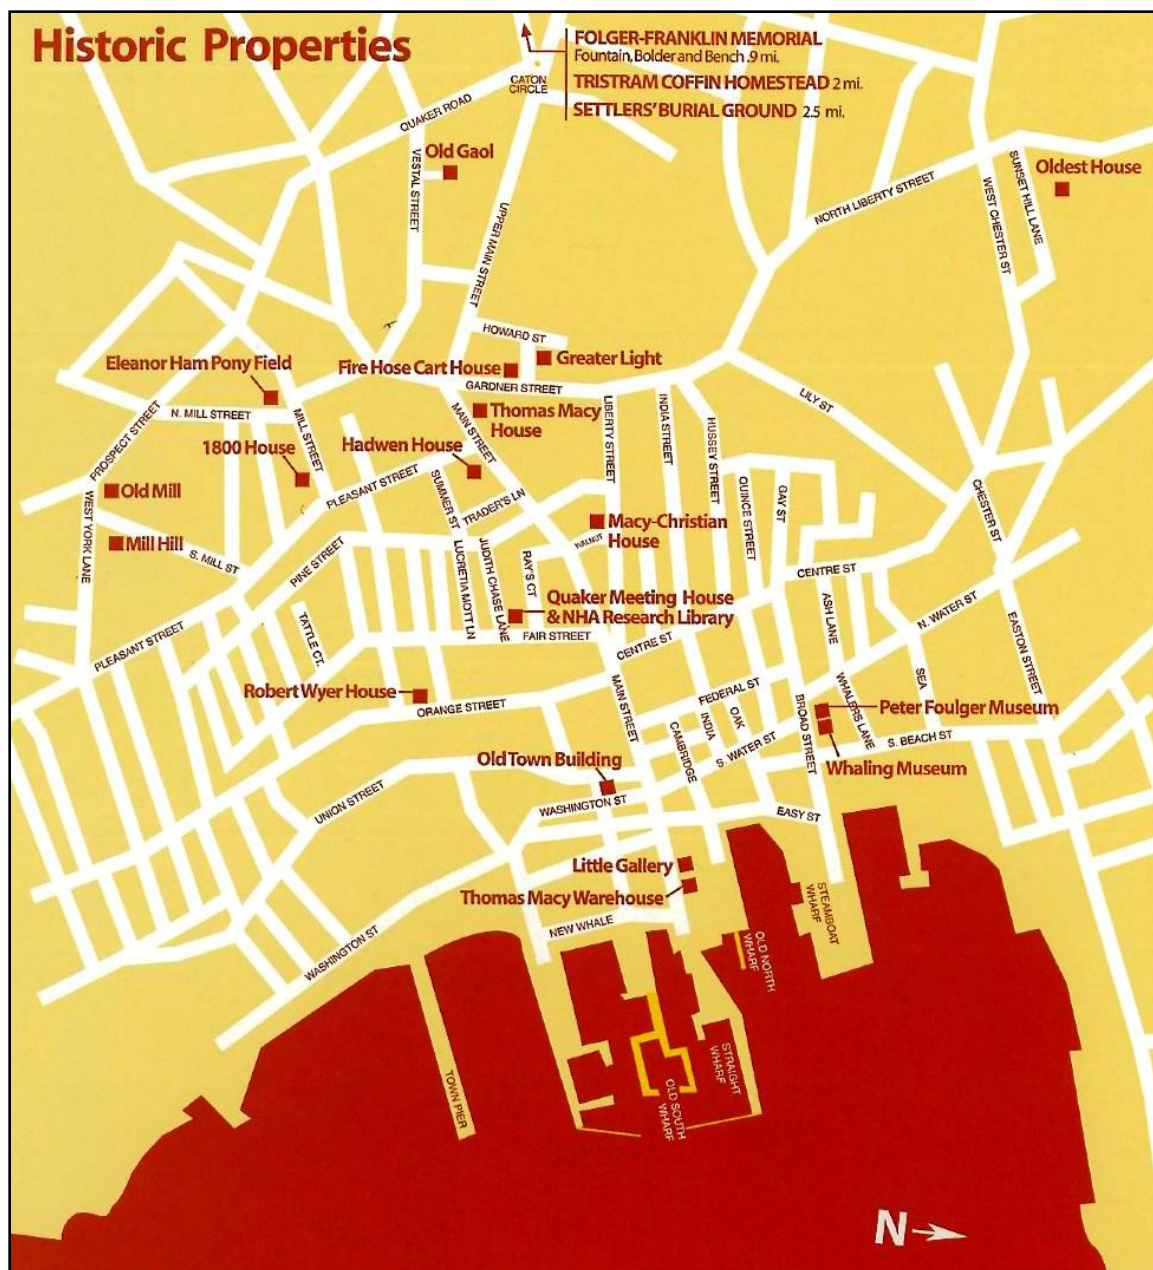 Historic Properties
FOLGER-FRANKLIN MEMORIAL
Fountain, Bolder and Bench .9 mi.
TRISTRAM COFFIN HOMESTEAD 2 mi.
SETTLERS' BURIAL GROUND 2.5 mi.
CATON
CIRCLE
QUAKER ROAD
Old Gaol
VESTAL STREET
UPPER MAIN STREET
NORTH LIBERTY STREET
WEST CHESTER ST
SUNSET HILL LANE
Oldest House
HOWARD ST
Greater Light
Fire Hose Cart House
GARDNER STREET
Eleanor Ham Pony Field
N. MILL STREET
MILL STREET
PROSPECT STREET
1800 House
Hadwen House
MAIN STREET
Thomas Macy
House
LIBERTY STREET
INDIA STREET
HUSSEY STREET
LILY ST
PLEASANT STREET
SUMMER ST
TRADER'S LN
QUINCE STREET
GAY ST
CHESTER ST
Old Mill
WEST YORK LANE
Mill Hill
S. MILL ST
PINE STREET
LUCRETIA MOTT LN
JUDITH CHASE LANE
RAY'S CT
WALNUT
Macy-Christian
House
CENTRE ST
Quaker Meeting House
& NHA Research Library
FAIR STREET
CENTRE ST
ASH LANE
N. WATER ST
EASTON STREET
TATTLE CT.
PLEASANT STREET
Robert Wyer House
ORANGE STREET
MAIN STREET
FEDERAL ST
CAMBRIDGE
INDIA
OAK
S. WATER ST
BROAD STREET
WHALERS LANE
SEA
Peter Foulger Museum
S. BEACH ST
Whaling Museum
Old Town Building
UNION STREET
WASHINGTON ST
EASY ST
Little Gallery
Thomas Macy Warehouse
NEW WHALE
WASHINGTON ST
STEAMBOAT
WHARF
OLD NORTH
WHARF
STRAIGHT
WHARF
OLD SOUTH
WHARF
TOWN PIER
N